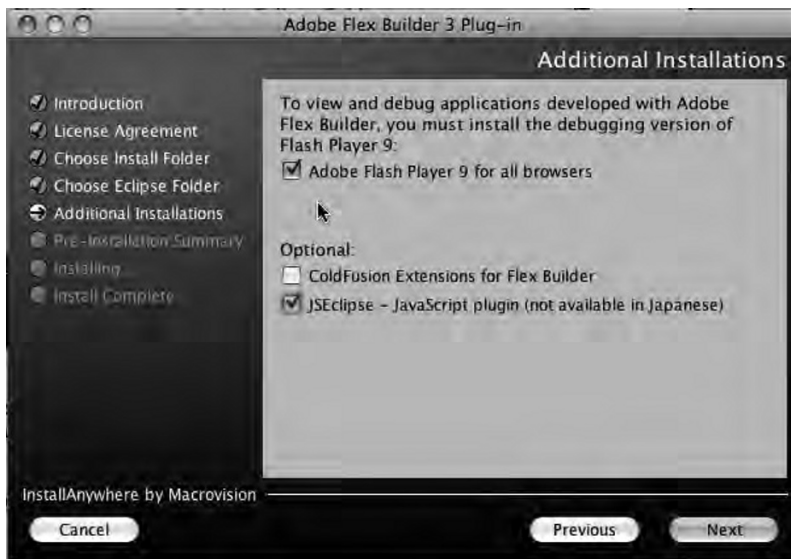 Adobe Flex Builder 3 Plug-in
Additional Installations
Introduction
License Agreement
Choose Install Folder
Choose Eclipse Folder
Additional Installations
Pre-Installation Summary
Installing...
Install Complete
To view and debug applications developed with Adobe
Flex Builder, you must install the debugging version of
Flash Player 9:
Adobe Flash Player 9 for all browsers
Optional:
ColdFusion Extensions for Flex Builder
JSEclipse – JavaScript plugin (not available in Japanese)
InstallAnywhere by Macrovision
Cancel
Previous
Next